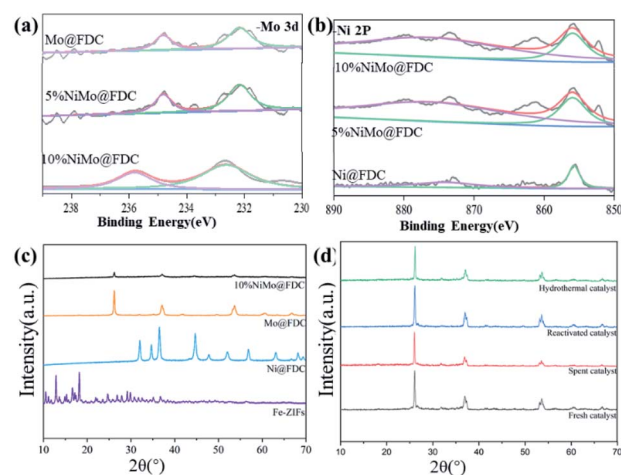 (a)
-Mo 3d
Mo@FDC
5%NiMo@FDC
10%NiMo@FDC
238 236 234 232 230
Binding Energy(eV)
(b)
-Ni 2P
10%NiMo@FDC
5%NiMo@FDC
Ni@FDC
890 880 870 860 850
Binding Energy(eV)
(c)
Intensity(a.u.)
10%NiMo@FDC
Mo@FDC
Ni@FDC
Fe-ZIFs
10 20 30 40 50 60 70
2θ(°)
(d)
Intensity(a.u.)
Hydrothermal catalyst
Reactivated catalyst
Spent catalyst
Fresh catalyst
10 20 30 40 50 60 70
2θ(°)